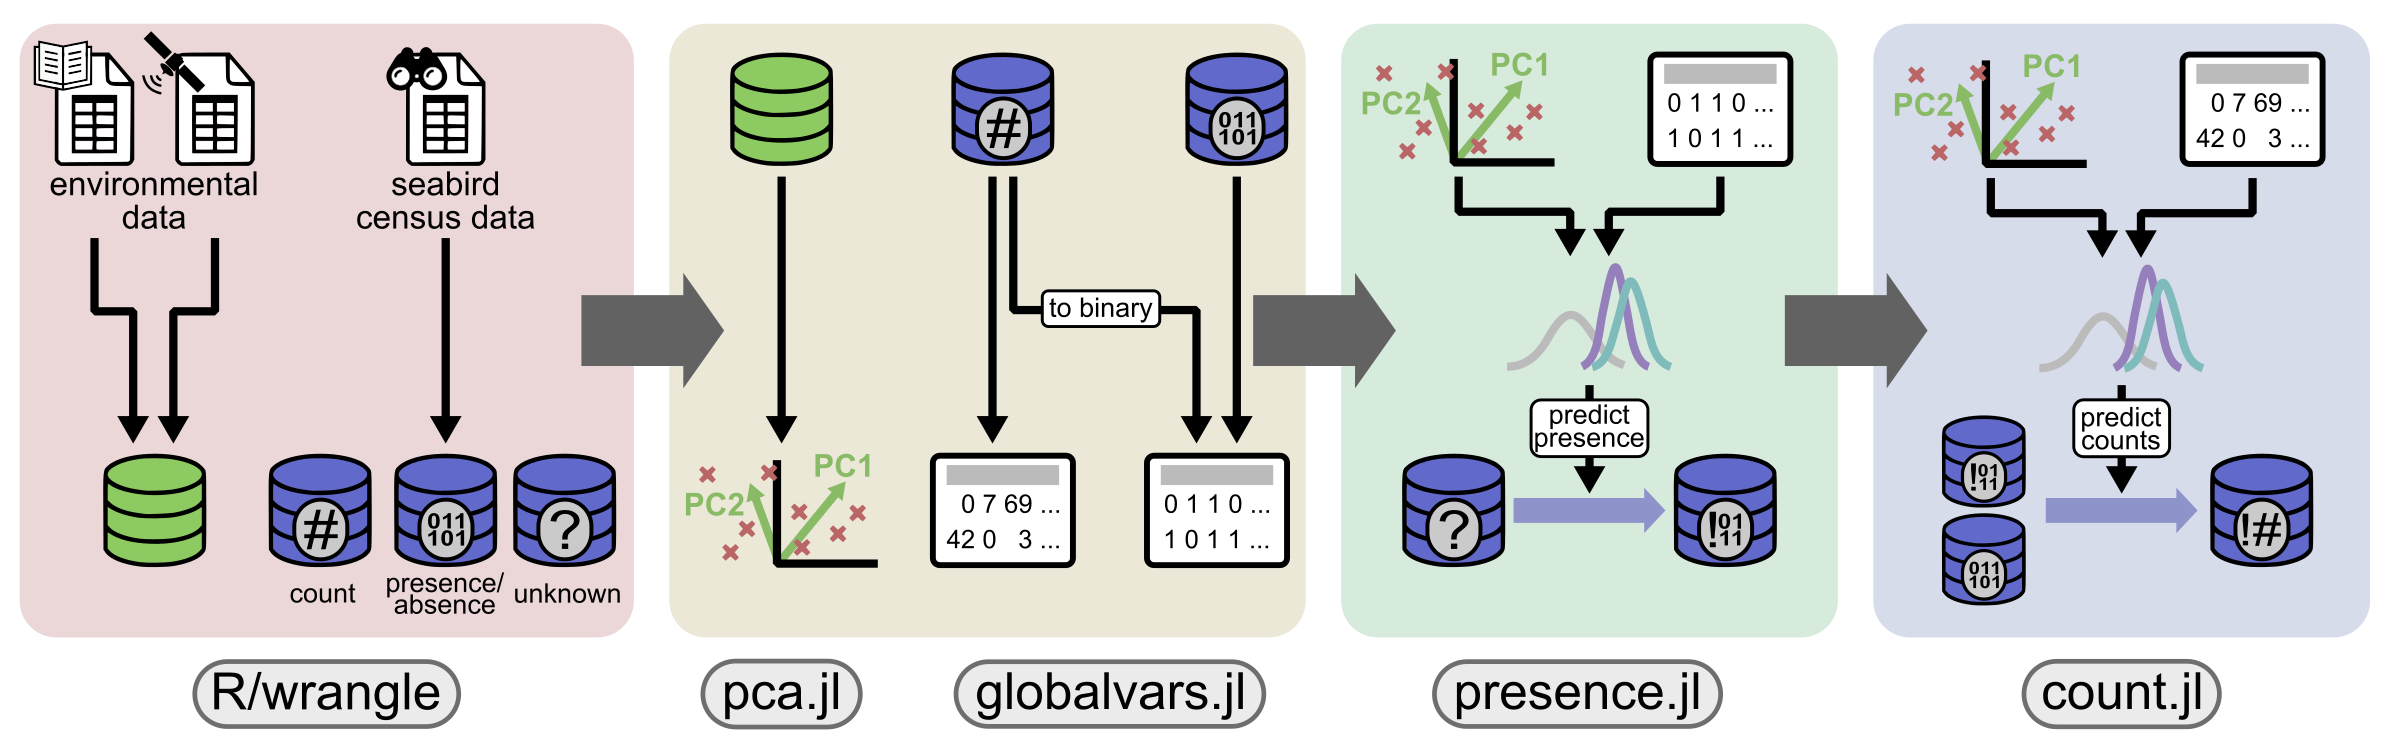 environmental
data
seabird
census data
#
011
101
?
count
presence/
absence
unknown
R/wrangle
#
011
101
to binary
PC1
PC2
0 7 69 ...
42 0 3 ...
0 1 1 0 ...
1 0 1 1 ...
pca.jl
globalvars.jl
PC1
PC2
0 1 1 0 ...
1 0 1 1 ...
predict
presence
?
!01
11
presence.jl
PC1
PC2
0 7 69 ...
42 0 3 ...
predict
counts
!01
11
011
101
!#
count.jl